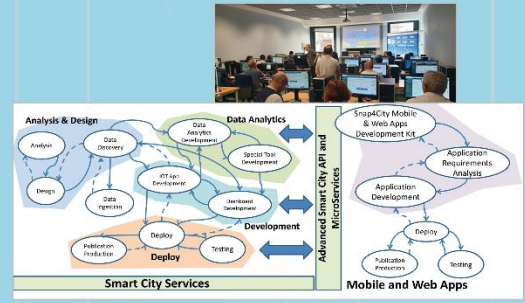 Analysis & Design
Analysis
Design
Data
Discovery
Data
Ingestion
Data Analytics
Data
Analytics
Development
Special Tool
Development
IOT App
Development
Dashboard
Development
Development
Deploy
Publication
Production
Testing
Deploy
Smart City Services
Advanced Smart City API and
MicroServices
Snap4City Mobile
& Web Apps
Development Kit
Application
Requirements
Analysis
Application
Development
Deploy
Publication
Production
Testing
Mobile and Web Apps